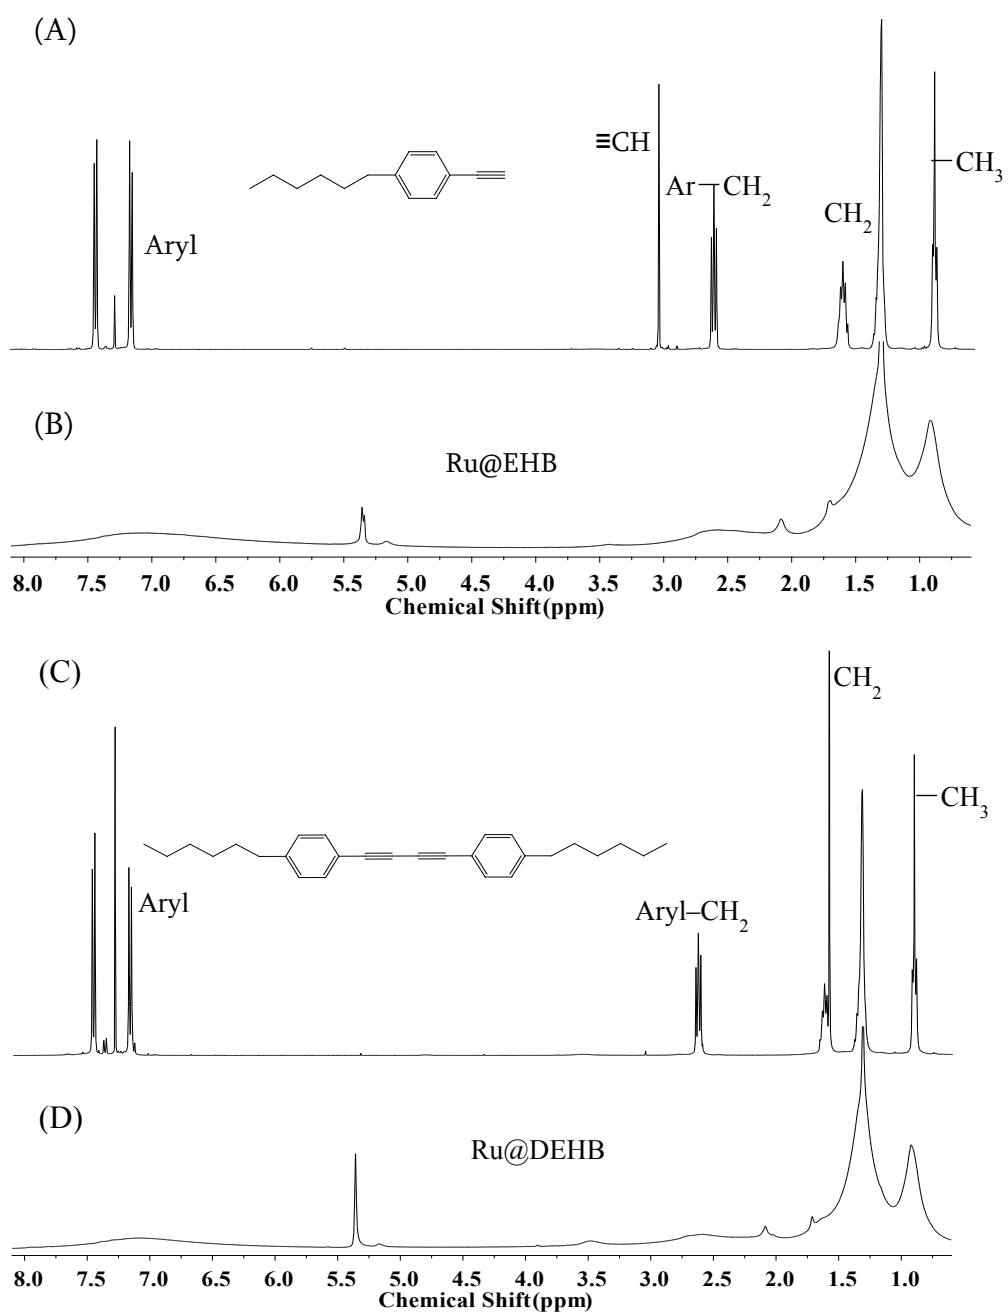 (A)
≡CH
Ar—CH₂
CH₂
—CH₃
Aryl
(B)
Ru@EHB
8.0 7.5 7.0 6.5 6.0 5.5 5.0 4.5 4.0 3.5 3.0 2.5 2.0 1.5 1.0
Chemical Shift(ppm)
(C)
CH₂
—CH₃
Aryl
Aryl–CH₂
(D)
Ru@DEHB
8.0 7.5 7.0 6.5 6.0 5.5 5.0 4.5 4.0 3.5 3.0 2.5 2.0 1.5 1.0
Chemical Shift(ppm)